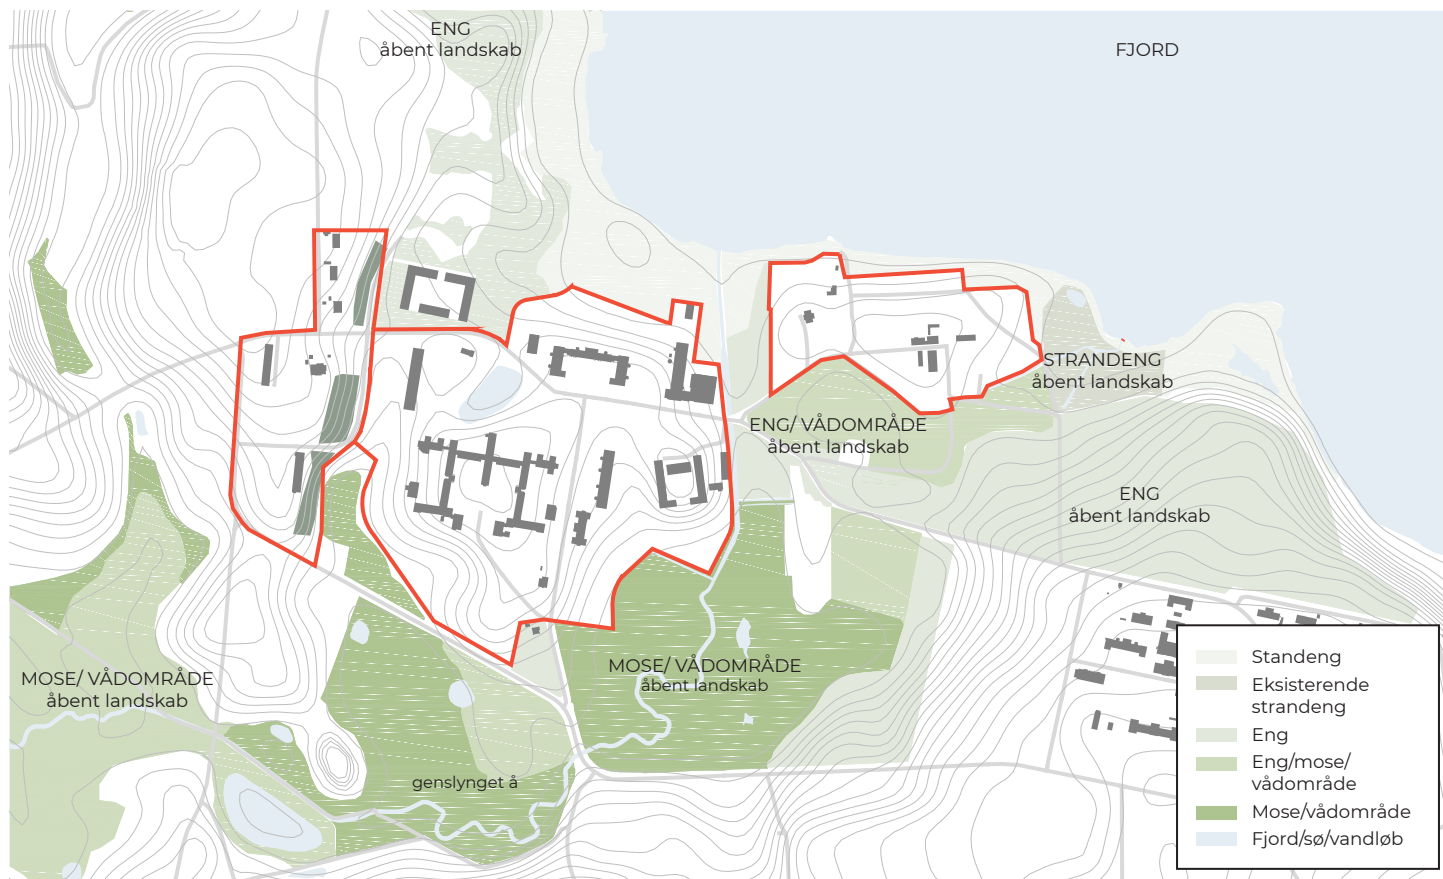 ENG
åbent landskab
FJORD
STRANDENG
åbent landskab
ENG/ VÅDOMRÅDE
åbent landskab
ENG
åbent landskab
MOSE/ VÅDOMRÅDE
åbent landskab
MOSE/ VÅDOMRÅDE
åbent landskab
genslynget å
Standeng
Eksisterende
strandeng
Eng
Eng/mose/
vådområde
Mose/vådområde
Fjord/sø/vandløb